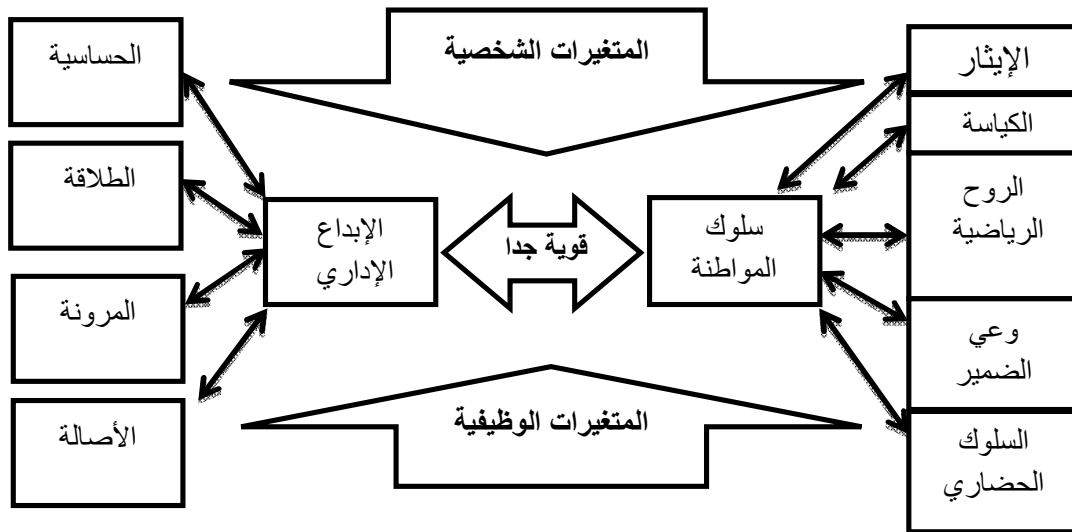 المتغيرات الشخصية
الإيثار
الكياسة
الروح
الرياضية
وعي
الضمير
السلوك
الحضاري
سلوك
المواطنة
قوية جدا
الإبداع
الإداري
الحساسية
الطلاقة
المرونة
الأصالة
المتغيرات الوظيفية